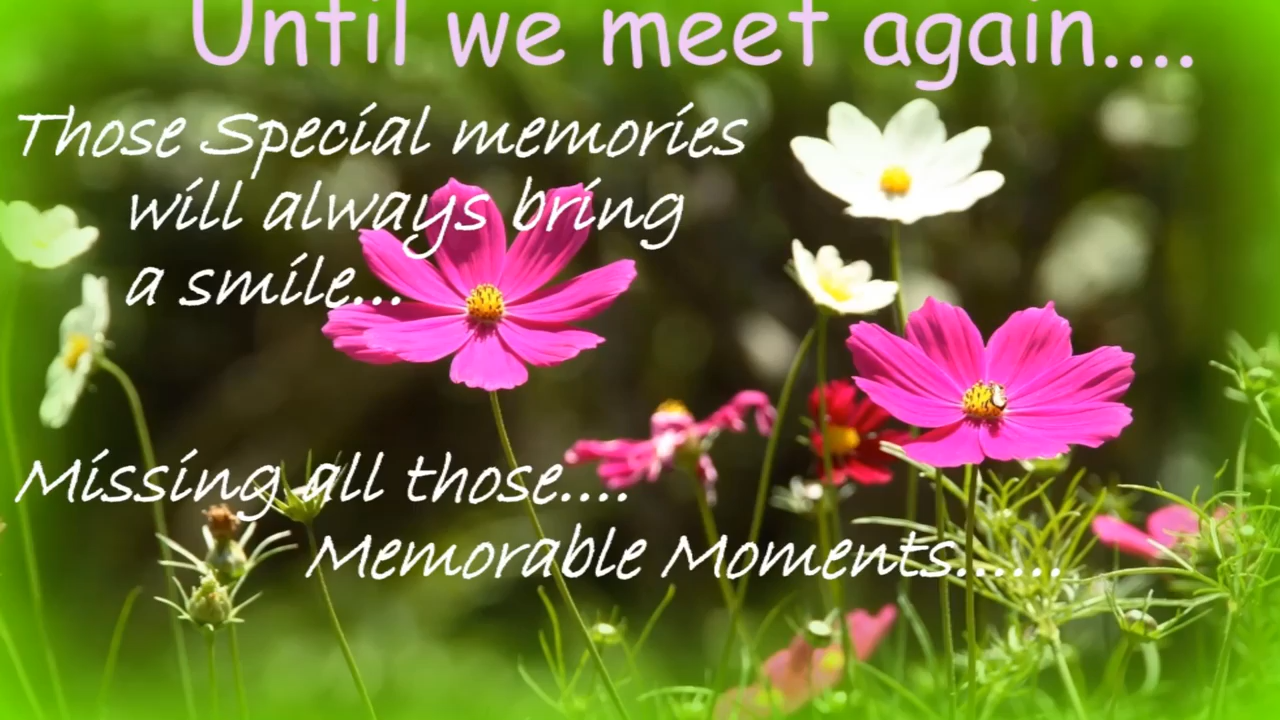 Until we meet again....
Those Special memories
will always bring
a smile...
Missing all those....
Memorable Moments......